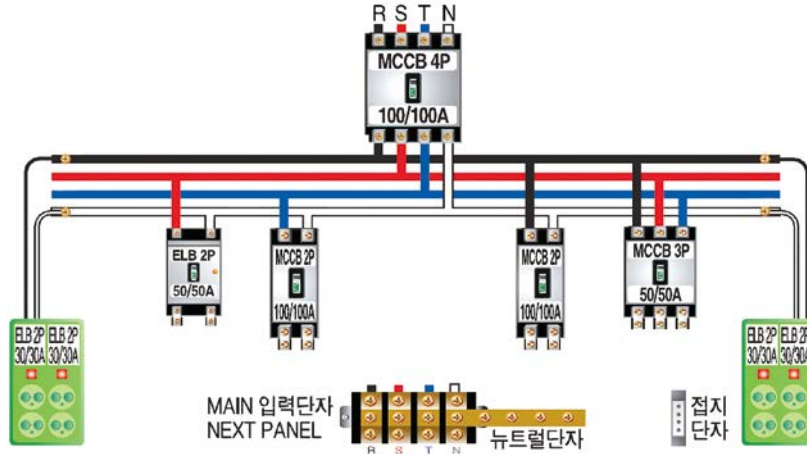 R S T N
MCCB 4P
100/100A
ELB 2P
50/50A
MCCB 2P
100/100A
MCCB 2P
100/100A
MCCB 3P
50/50A
ELB 2P ELB 2P
30/30A 30/30A
ELB 2P ELB 2P
30/30A 30/30A
MAIN 입력단자
NEXT PANEL
R S T N
뉴트럴단자
접지
단자